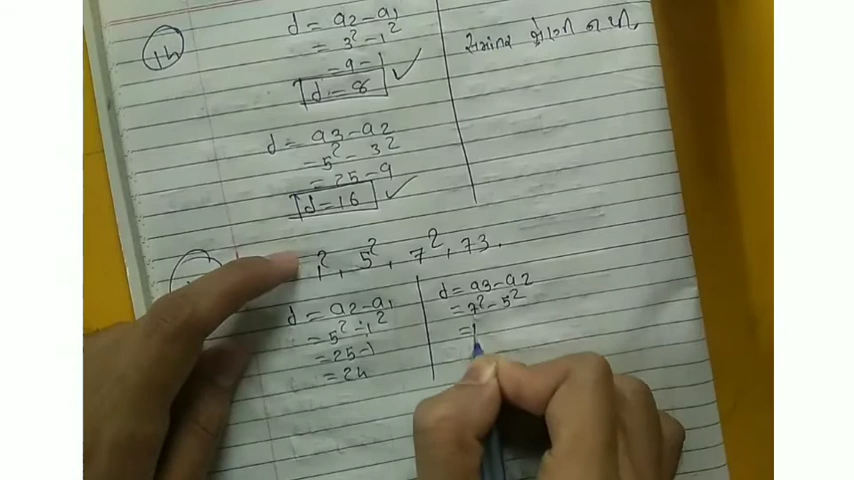 14
d = a2-a1
= 3²-1²
= 9-1
d = 8
સમાંતર શ્રેણી નથી.
d = a3-a2
= 5²-3²
= 25-9
d=16
1², 5², 7², 73.
d = a2-a1
= 5²-1²
= 25-1
= 24
d = a3-a2
= 7²-5²
=